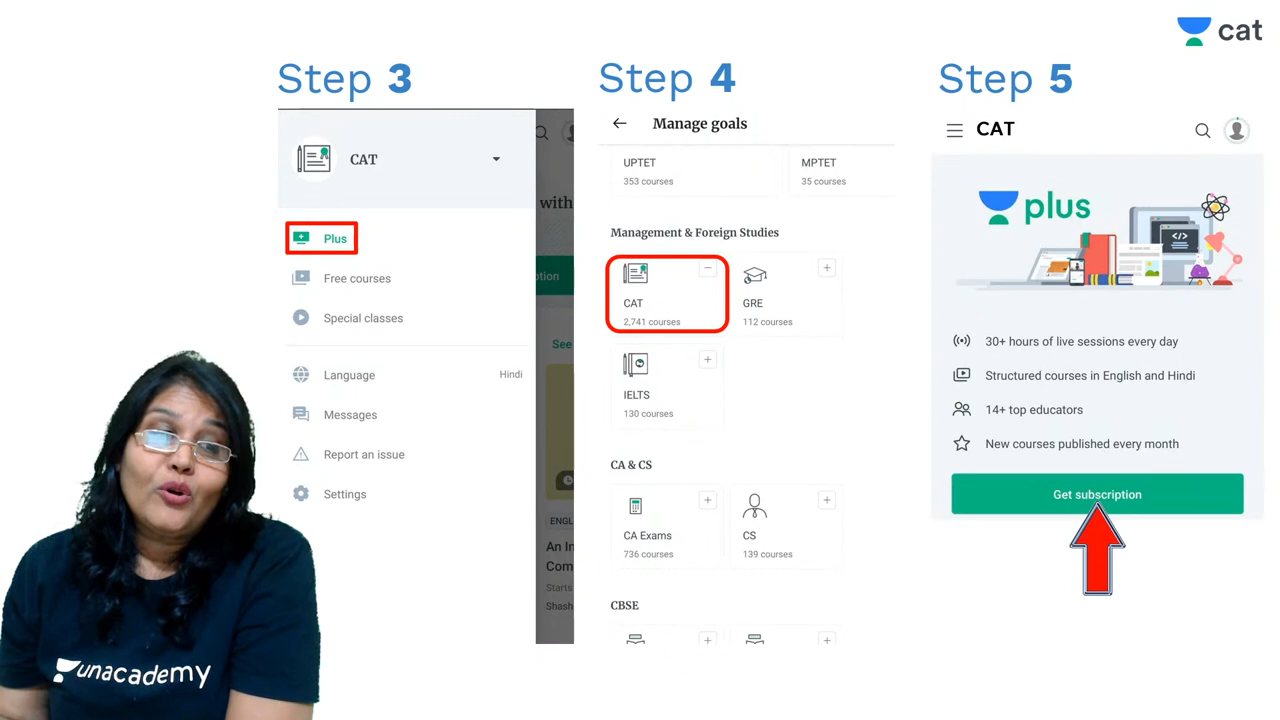 cat
Step 3
CAT
with
Plus
Free courses
Special classes
Language
Hindi
Messages
Report an issue
Settings
See
ENGL
An In
Com
Starts
Shash
Step 4
Manage goals
UPTET
353 courses
MPTET
35 courses
Management & Foreign Studies
CAT
2,741 courses
GRE
112 courses
IELTS
130 courses
CA & CS
CA Exams
736 courses
CS
139 courses
CBSE
Step 5
CAT
plus
30+ hours of live sessions every day
Structured courses in English and Hindi
14+ top educators
New courses published every month
Get subscription
unacademy